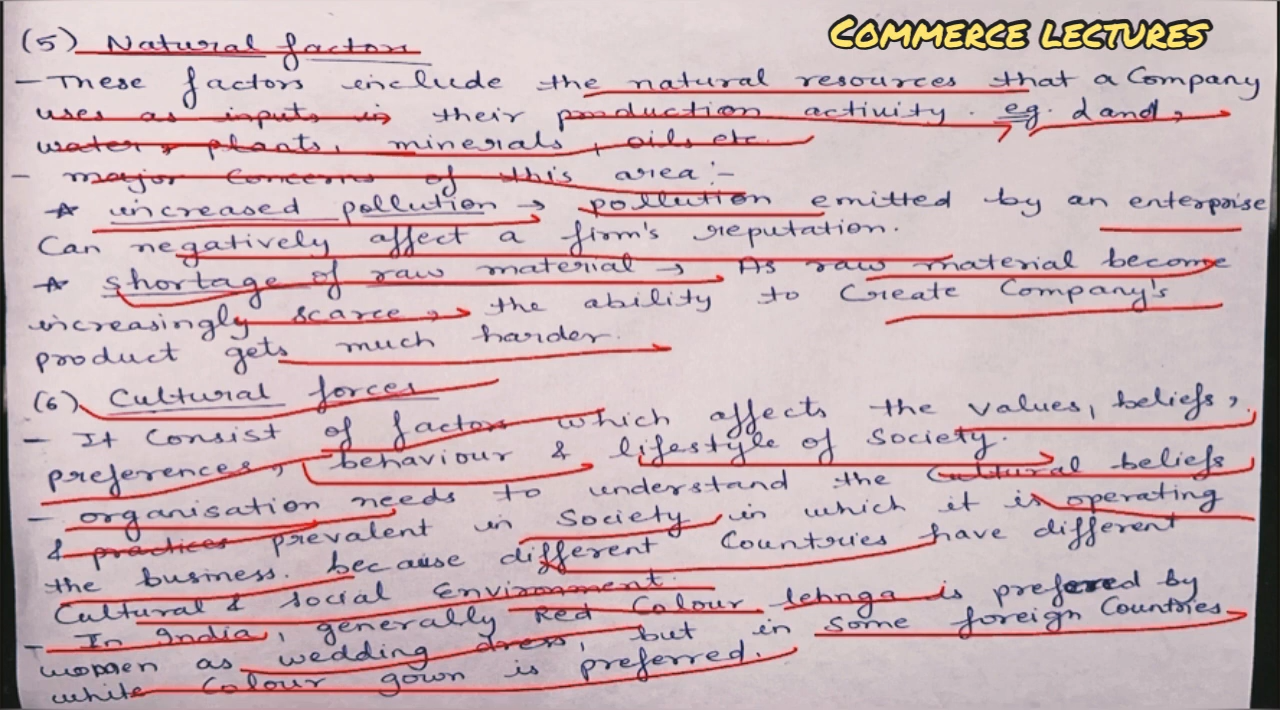 COMMERCE LECTURES
(5) Natural factors
- These factors include the natural resources that a Company
uses as inputs in their production activity. eg. Land,
water, plants, minerals, oils etc.
- major concerns of this area:-
☆ increased pollution → pollution emitted by an enterprise
Can negatively affect a firm's reputation.
☆ shortage of raw material → As raw material become
increasingly scarce, the ability to Create Company's
product gets much harder.
(6) Cultural forces
- It Consist of factors which affects the values, beliefs,
preferences, behaviour & lifestyle of Society.
- organisation needs to understand the Cultural beliefs
& practices prevalent in Society in which it is operating
the business. because different Countries have different
Cultural & social Environment.
- In India, generally Red Colour lehnga is prefered by
women as wedding dress, but in some foreign Countries
white Colour gown is preferred.